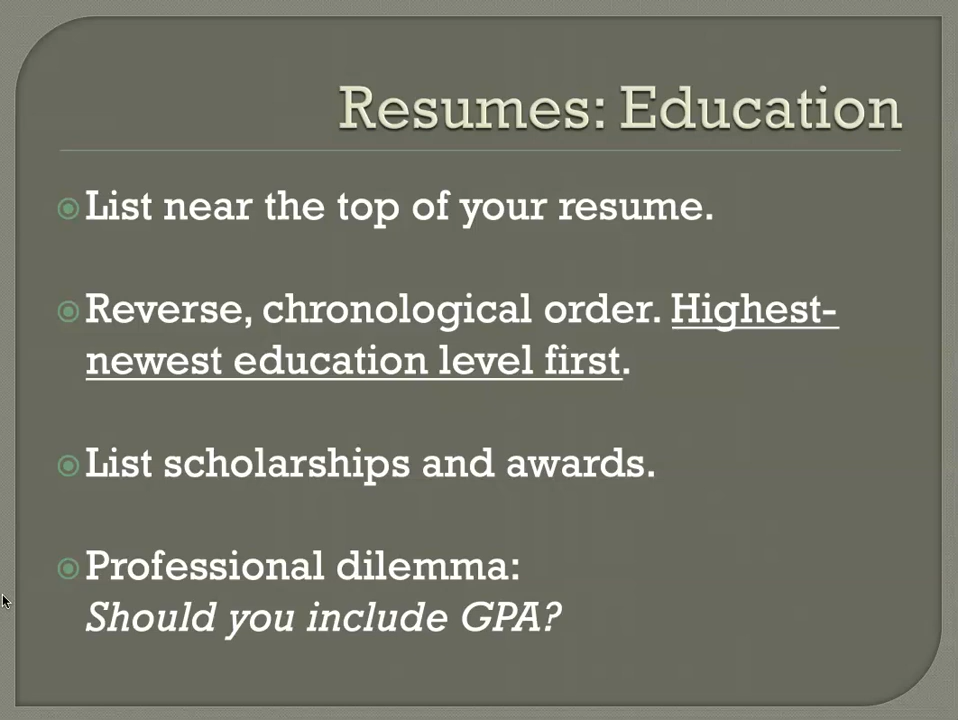 Resumes: Education
List near the top of your resume.
Reverse, chronological order. Highest-
newest education level first.
List scholarships and awards.
Professional dilemma:
Should you include GPA?